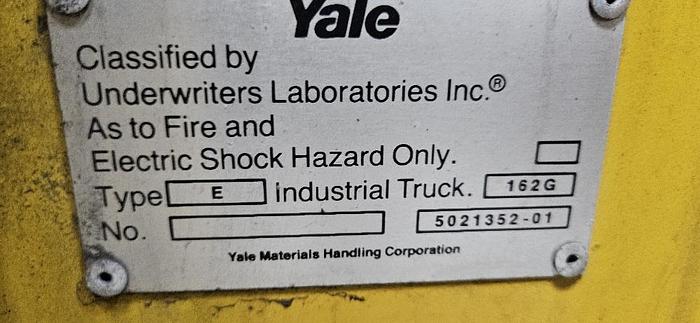 Yale
Classified by
Underwriters Laboratories Inc.®
As to Fire and
Electric Shock Hazard Only.
Type E industrial Truck. 162G
No. 5021352-01
Yale Materials Handling Corporation